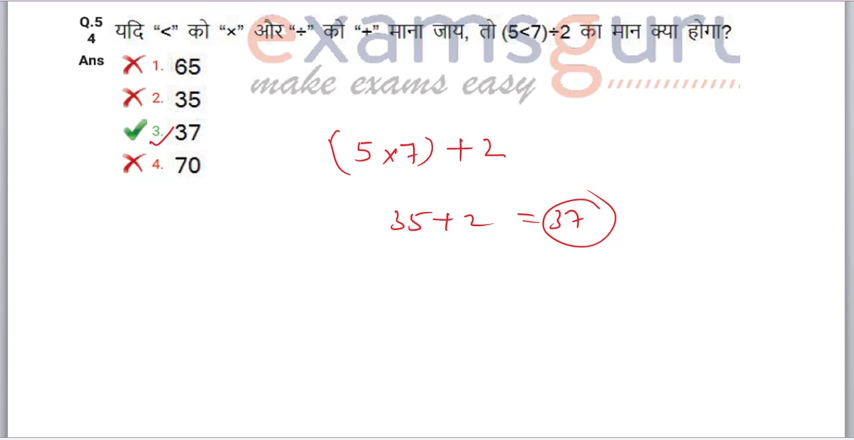 Q.54 यदि "<" को "×" और "÷" को "+" माना जाय, तो (5<7)÷2 का मान क्या होगा?
Ans 1. 65
2. 35
3. 37
4. 70
examsguru
make exams easy
(5×7)+2
35+2 = 37